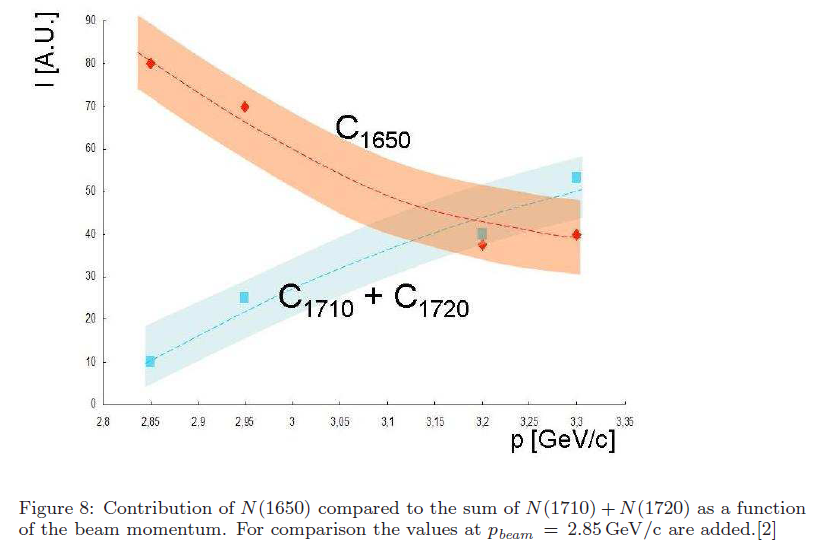 I [A.U.]
90
80
70
60
50
40
30
20
10
0
C1650
C1710 + C1720
2.8 2,85 2,9 2,95 3 3,05 3,1 3,15 3,2 3,25 3,3 3,35
p [GeV/c]
Figure 8: Contribution of N(1650) compared to the sum of N(1710) + N(1720) as a function
of the beam momentum. For comparison the values at pbeam = 2.85 GeV/c are added.[2]